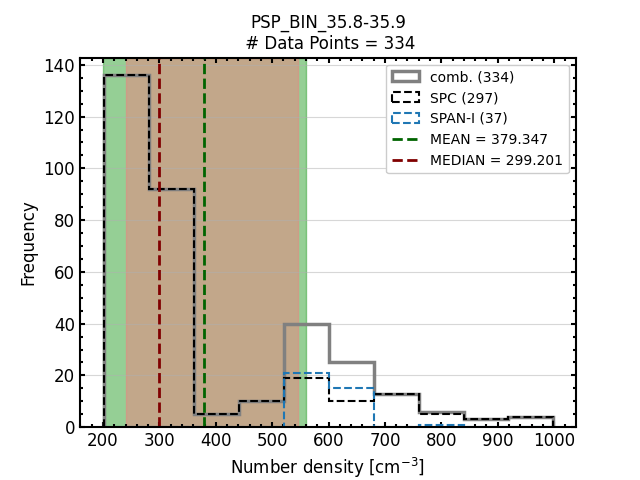 PSP_BIN_35.8-35.9
# Data Points = 334
comb. (334)
SPC (297)
SPAN-I (37)
MEAN = 379.347
MEDIAN = 299.201
140
120
100
80
60
40
20
0
Frequency
200 300 400 500 600 700 800 900 1000
Number density [cm⁻³]